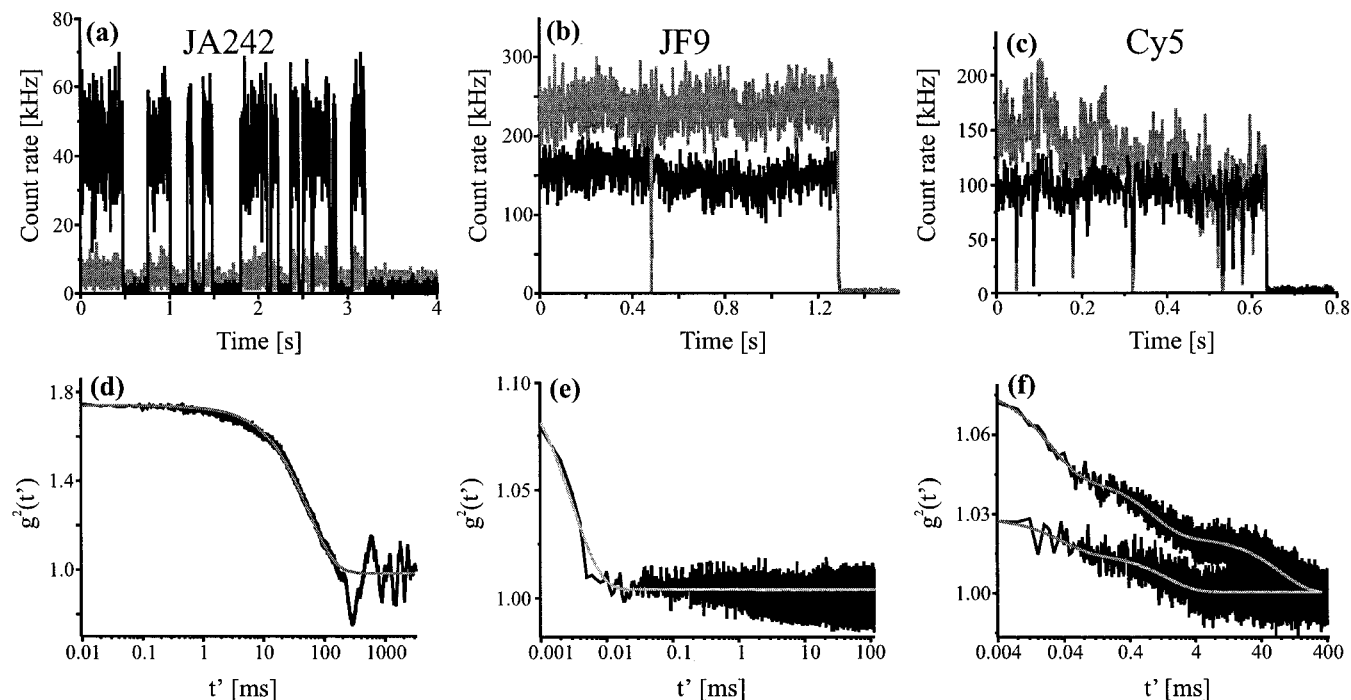 (a) JA242
Count rate [kHz]
80
60
40
20
0
0 1 2 3 4
Time [s]
(b) JF9
Count rate [kHz]
300
250
200
150
100
0
0 0.4 0.8 1.2
Time [s]
(c) Cy5
Count rate [kHz]
200
150
100
50
0
0 0.2 0.4 0.6 0.8
Time [s]
(d)
g²(t')
1.8
1.4
1.0
0.01 0.1 1 10 100 1000
t' [ms]
(e)
g²(t')
1.10
1.05
1.00
0.001 0.01 0.1 1 10 100
t' [ms]
(f)
g²(t')
1.06
1.03
1.00
0.004 0.04 0.4 4 40 400
t' [ms]